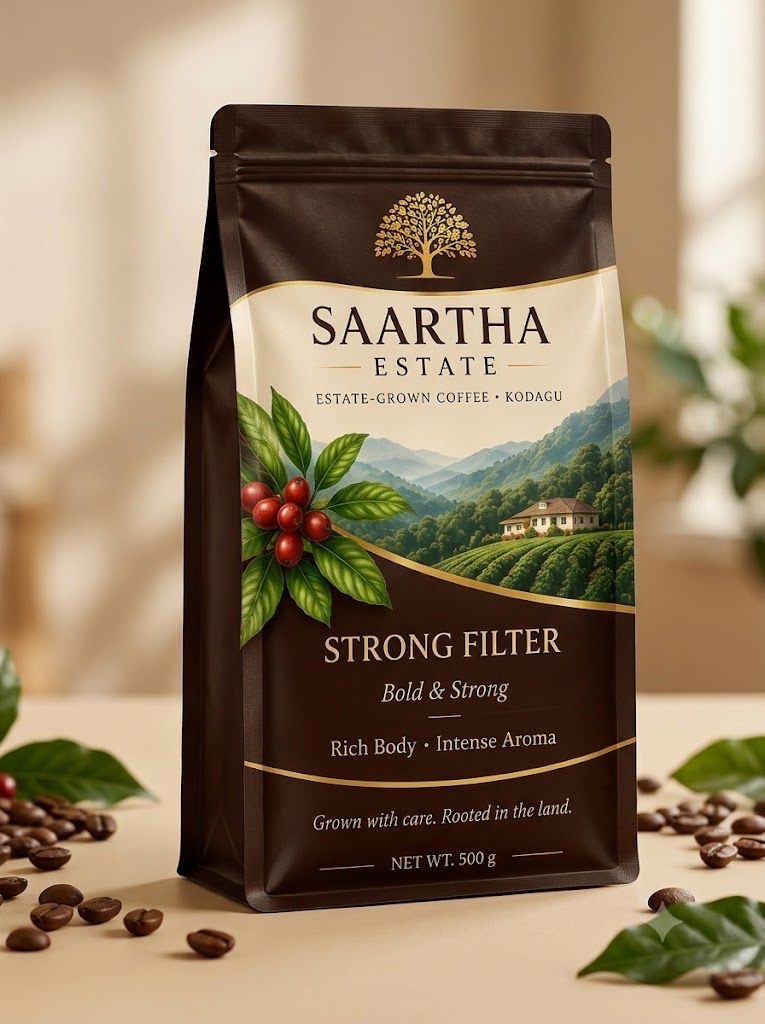 SAARTHA
ESTATE
ESTATE-GROWN COFFEE • KODAGU
STRONG FILTER
Bold & Strong
Rich Body • Intense Aroma
Grown with care. Rooted in the land.
NET WT. 500 g